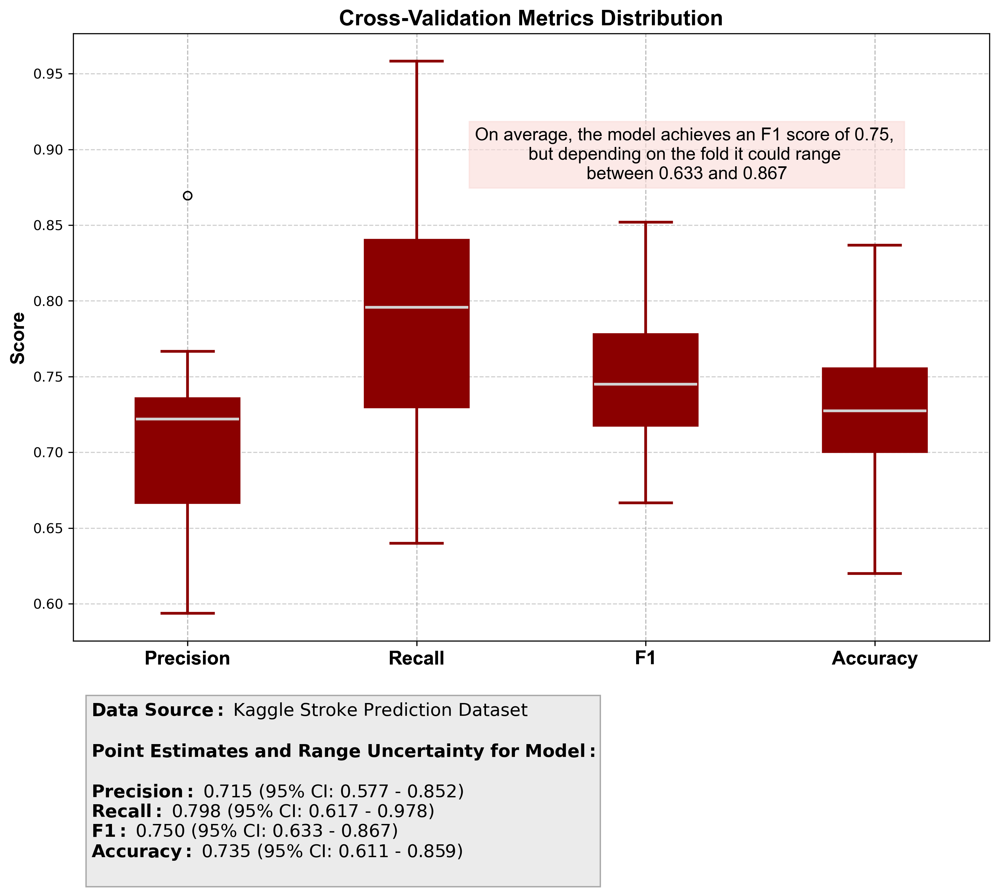 Cross-Validation Metrics Distribution
Score
0.95
0.90
0.85
0.80
0.75
0.70
0.65
0.60
On average, the model achieves an F1 score of 0.75,
but depending on the fold it could range
between 0.633 and 0.867
Precision Recall F1 Accuracy
Data Source: Kaggle Stroke Prediction Dataset
Point Estimates and Range Uncertainty for Model:
Precision: 0.715 (95% CI: 0.577 - 0.852)
Recall: 0.798 (95% CI: 0.617 - 0.978)
F1: 0.750 (95% CI: 0.633 - 0.867)
Accuracy: 0.735 (95% CI: 0.611 - 0.859)